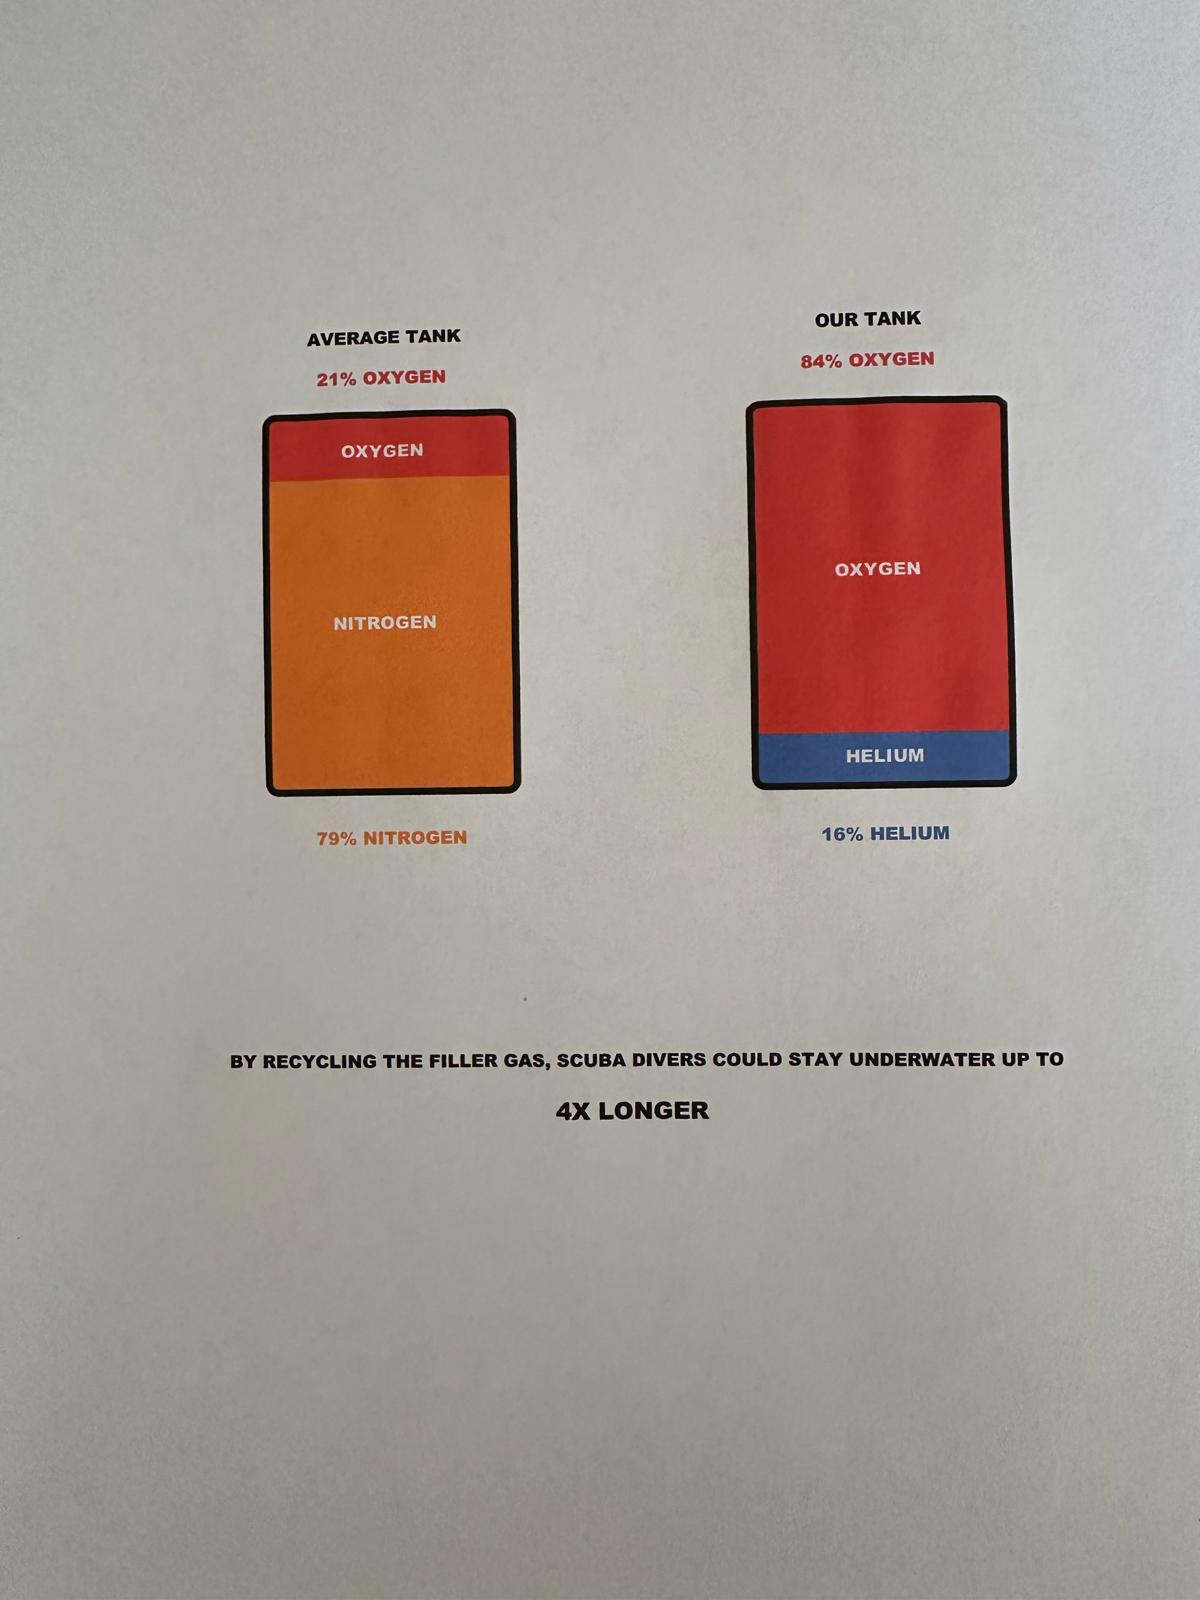 AVERAGE TANK
21% OXYGEN
OXYGEN
NITROGEN
79% NITROGEN
OUR TANK
84% OXYGEN
OXYGEN
HELIUM
16% HELIUM
BY RECYCLING THE FILLER GAS, SCUBA DIVERS COULD STAY UNDERWATER UP TO
4X LONGER